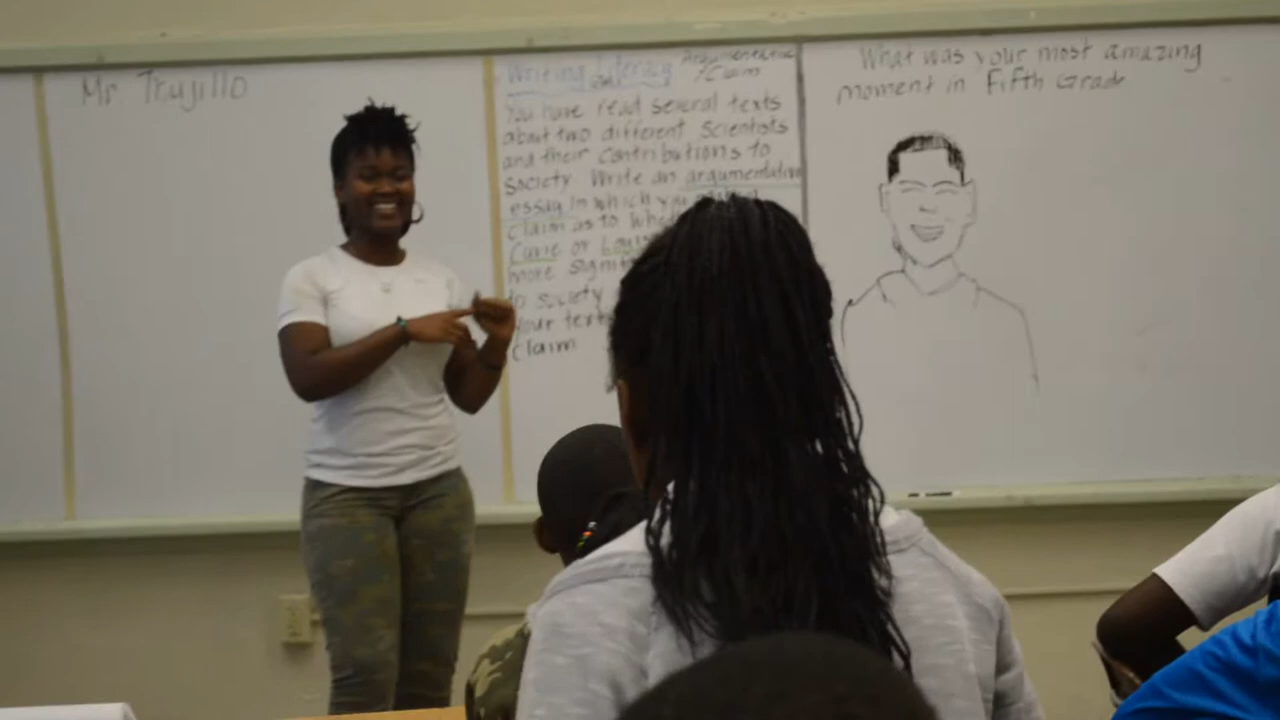 Mr Trujillo
Writing Literacy
Argumentative
/Claim
You have read several texts
about two different Scientists
and their contributions to
society. Write an argumentative
essay in which you
claim as to
Curie or
more
to society
your texts
claim
What was your most amazing
moment in Fifth Grade